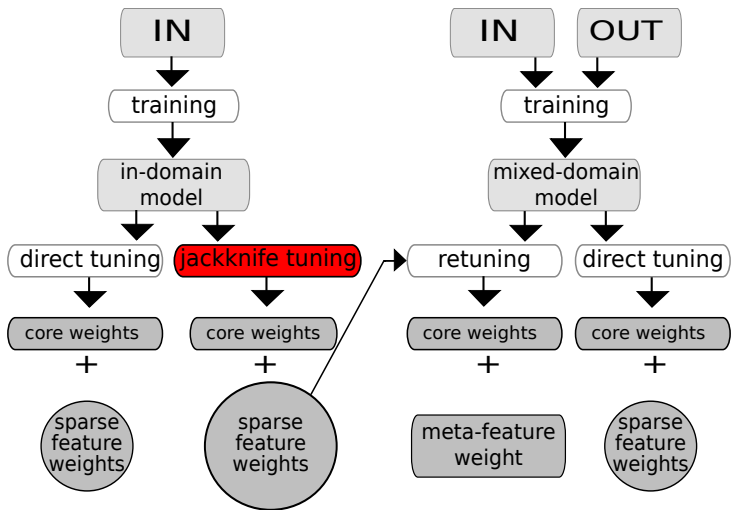 IN
IN
OUT
training
training
in-domain
model
mixed-domain
model
direct tuning
jackknife tuning
retuning
direct tuning
core weights
core weights
core weights
core weights
+
+
+
+
sparse
feature
weights
sparse
feature
weights
meta-feature
weight
sparse
feature
weights